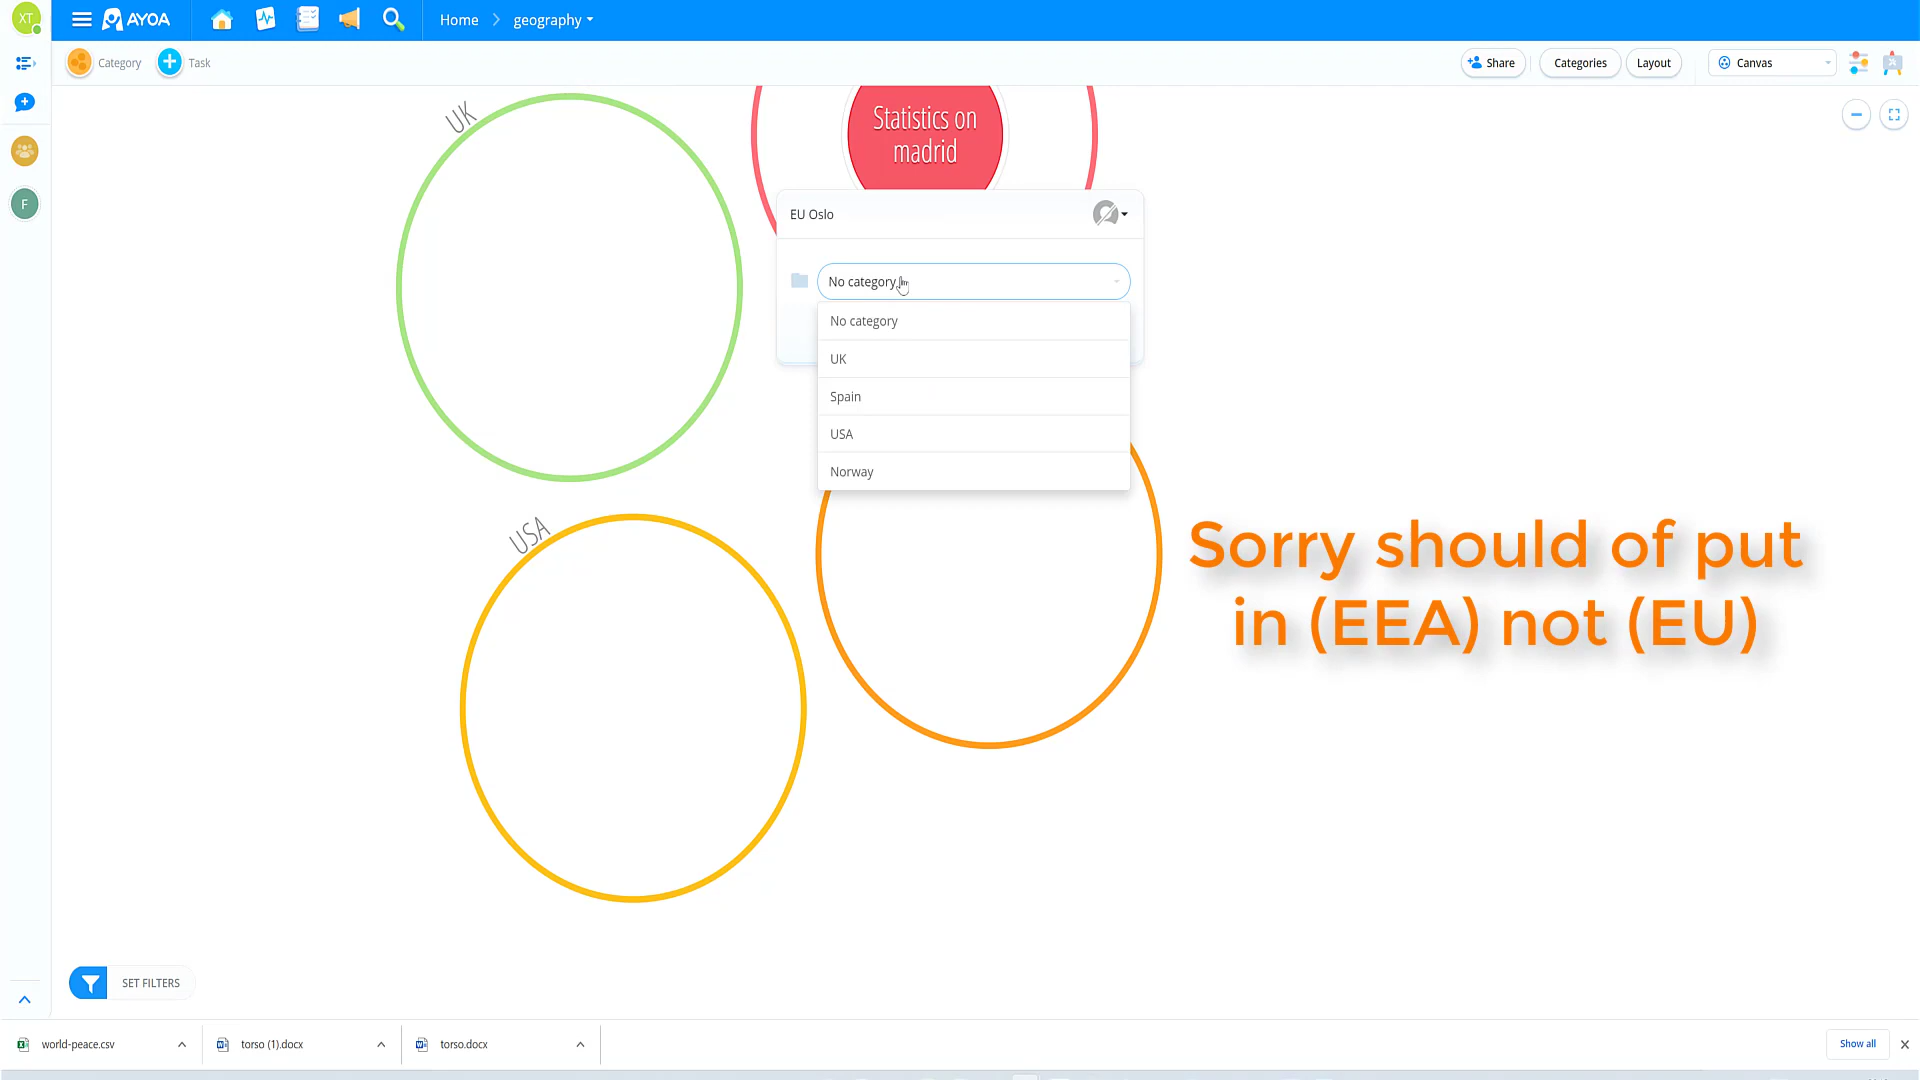 XT
AYOA
Home
geography
Category
Task
Share
Categories
Layout
Canvas
F
UK
Statistics on
madrid
EU Oslo
No category
No category
UK
Spain
USA
Norway
USA
Sorry should of put
in (EEA) not (EU)
SET FILTERS
world-peace.csv
torso (1).docx
torso.docx
Show all